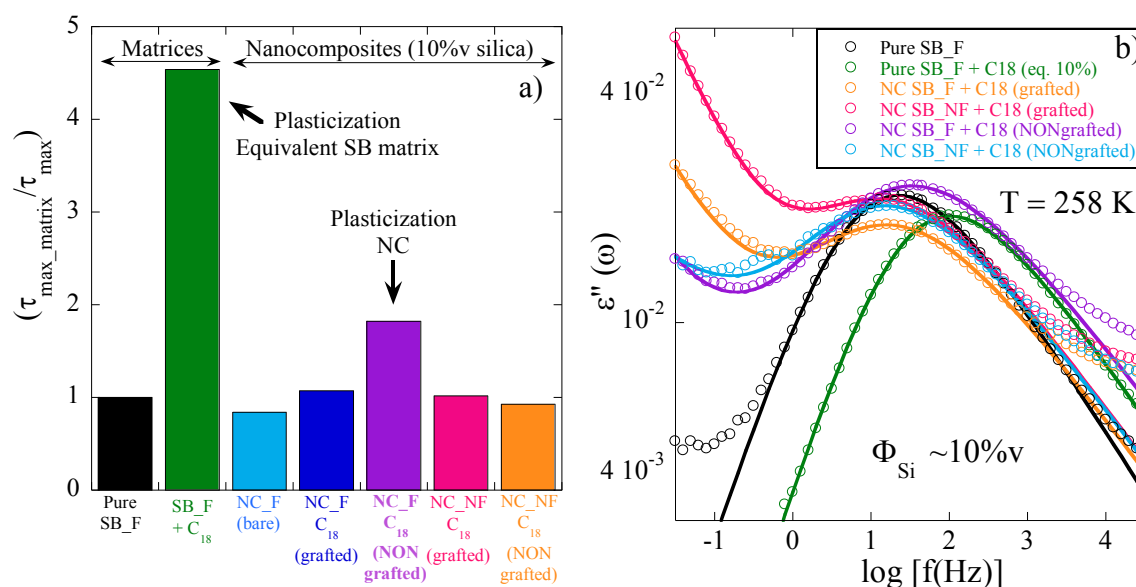 a)
Matrices
Nanocomposites (10%v silica)
Plasticization
Equivalent SB matrix
Plasticization
NC
(τmax_matrix/τmax)
5
4
3
2
1
0
Pure
SB_F
SB_F
+ C18
NC_F
(bare)
NC_F
C18
(grafted)
NC_F
C18
(NON
grafted)
NC_NF
C18
(grafted)
NC_NF
C18
(NON
grafted)
b)
Pure SB_F
Pure SB_F + C18 (eq. 10%)
NC SB_F + C18 (grafted)
NC SB_NF + C18 (grafted)
NC SB_F + C18 (NONgrafted)
NC SB_NF + C18 (NONgrafted)
T = 258 K
ΦSi ~10%v
ε" (ω)
4 10-2
10-2
4 10-3
-1 0 1 2 3 4
log [f(Hz)]